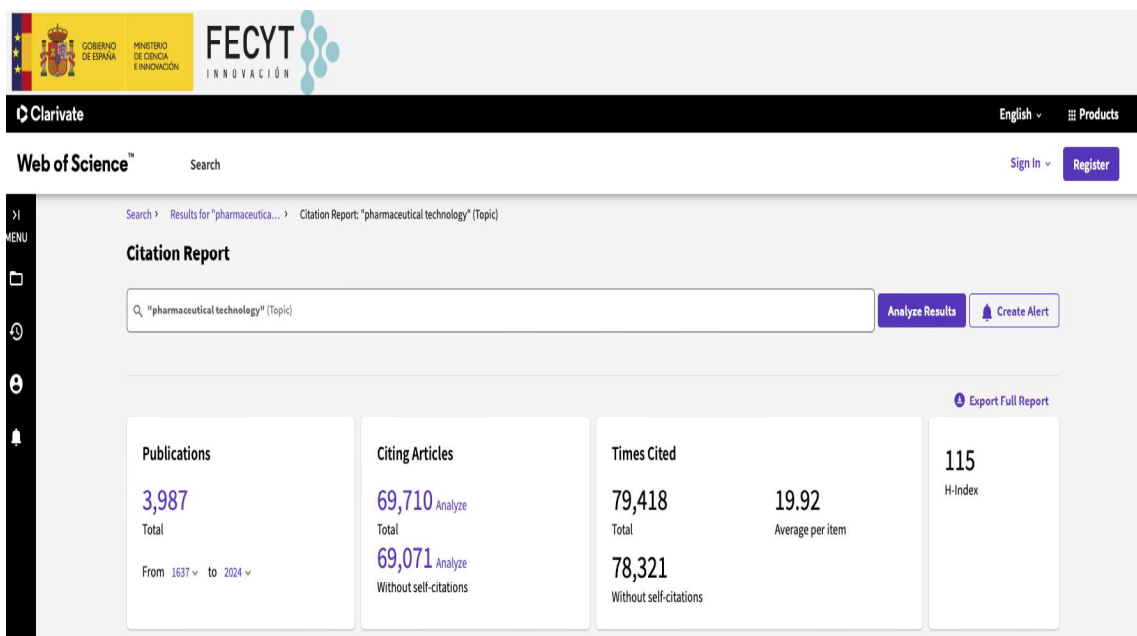 GOBIERNO
DE ESPAÑA
MINISTERIO
DE CIENCIA
E INNOVACIÓN
FECYT
INNOVACIÓN
Clarivate
English
Products
Web of Science™
Search
Sign In
Register
MENU
Search › Results for "pharmaceutica... › Citation Report: "pharmaceutical technology" (Topic)
Citation Report
"pharmaceutical technology" (Topic)
Analyze Results
Create Alert
Export Full Report
Publications
3,987
Total
From 1637 to 2024
Citing Articles
69,710 Analyze
Total
69,071 Analyze
Without self-citations
Times Cited
79,418
Total
78,321
Without self-citations
19.92
Average per item
115
H-Index